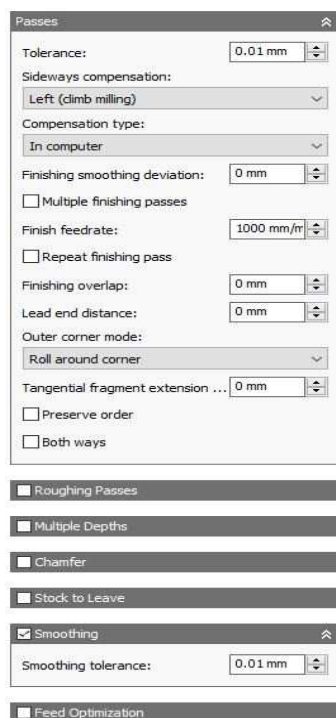 Passes
Tolerance: 0.01 mm
Sideways compensation:
Left (climb milling)
Compensation type:
In computer
Finishing smoothing deviation: 0 mm
Multiple finishing passes
Finish feedrate: 1000 mm/m
Repeat finishing pass
Finishing overlap: 0 mm
Lead end distance: 0 mm
Outer corner mode:
Roll around corner
Tangential fragment extension ... 0 mm
Preserve order
Both ways
Roughing Passes
Multiple Depths
Chamfer
Stock to Leave
Smoothing
Smoothing tolerance: 0.01 mm
Feed Optimization